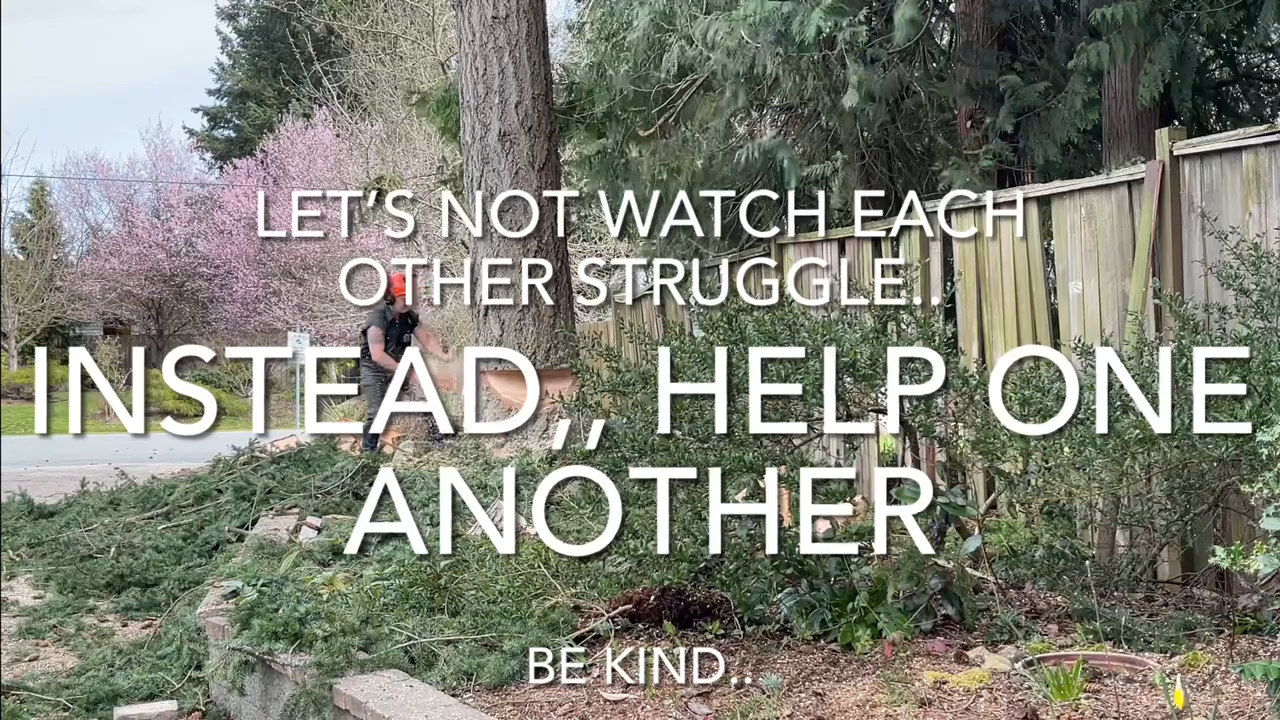 LET'S NOT WATCH EACH
OTHER STRUGGLE..
INSTEAD,, HELP ONE
ANOTHER
BE KIND..